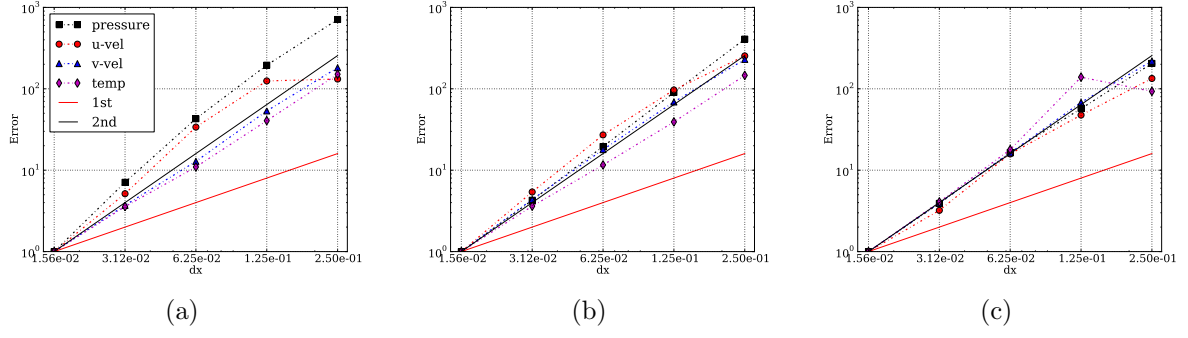 10³
10²
10¹
10⁰
Error
pressure
u-vel
v-vel
temp
1st
2nd
1.56e-02 3.12e-02 6.25e-02 1.25e-01 2.50e-01
dx
(a)
10³
10²
10¹
10⁰
Error
1.56e-02 3.12e-02 6.25e-02 1.25e-01 2.50e-01
dx
(b)
10³
10²
10¹
10⁰
Error
1.56e-02 3.12e-02 6.25e-02 1.25e-01 2.50e-01
dx
(c)